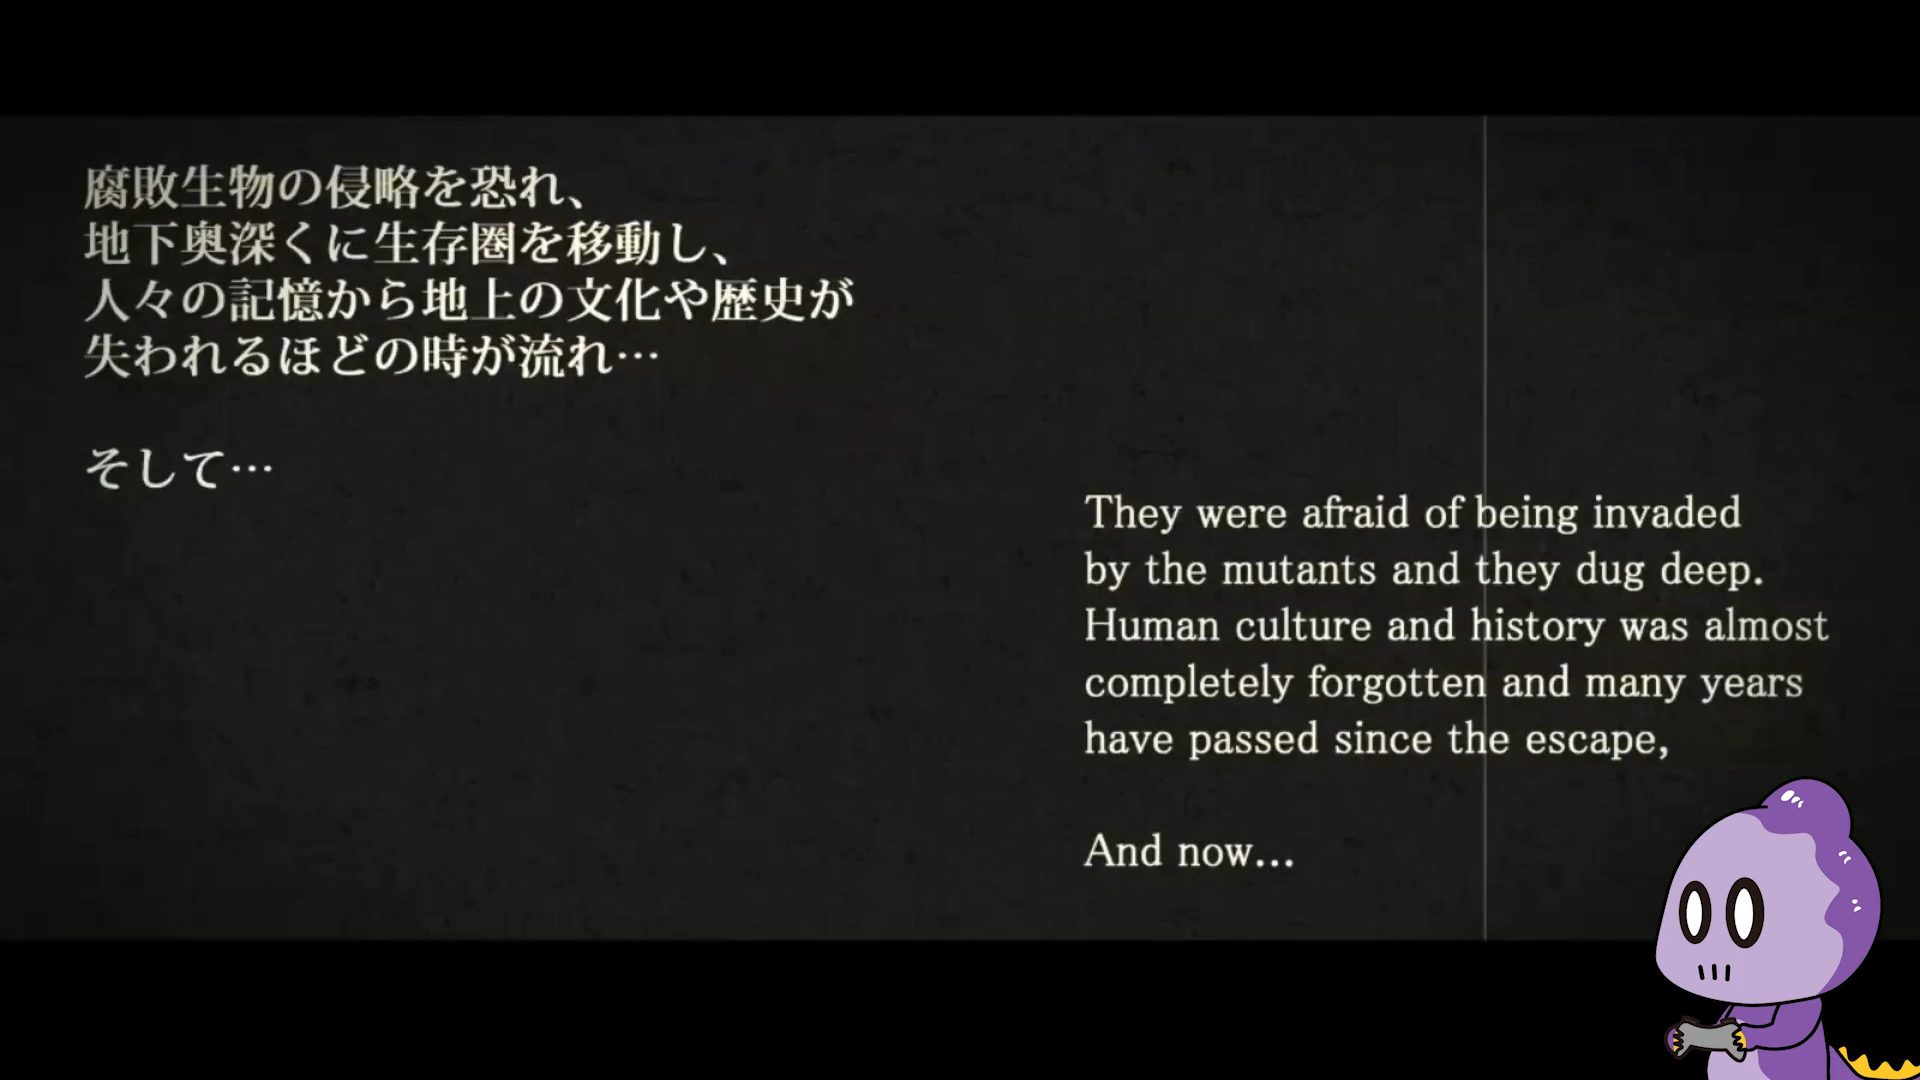 腐敗生物の侵略を恐れ、
地下奥深くに生存圏を移動し、
人々の記憶から地上の文化や歴史が
失われるほどの時が流れ…
そして…
They were afraid of being invaded
by the mutants and they dug deep.
Human culture and history was almost
completely forgotten and many years
have passed since the escape,
And now...